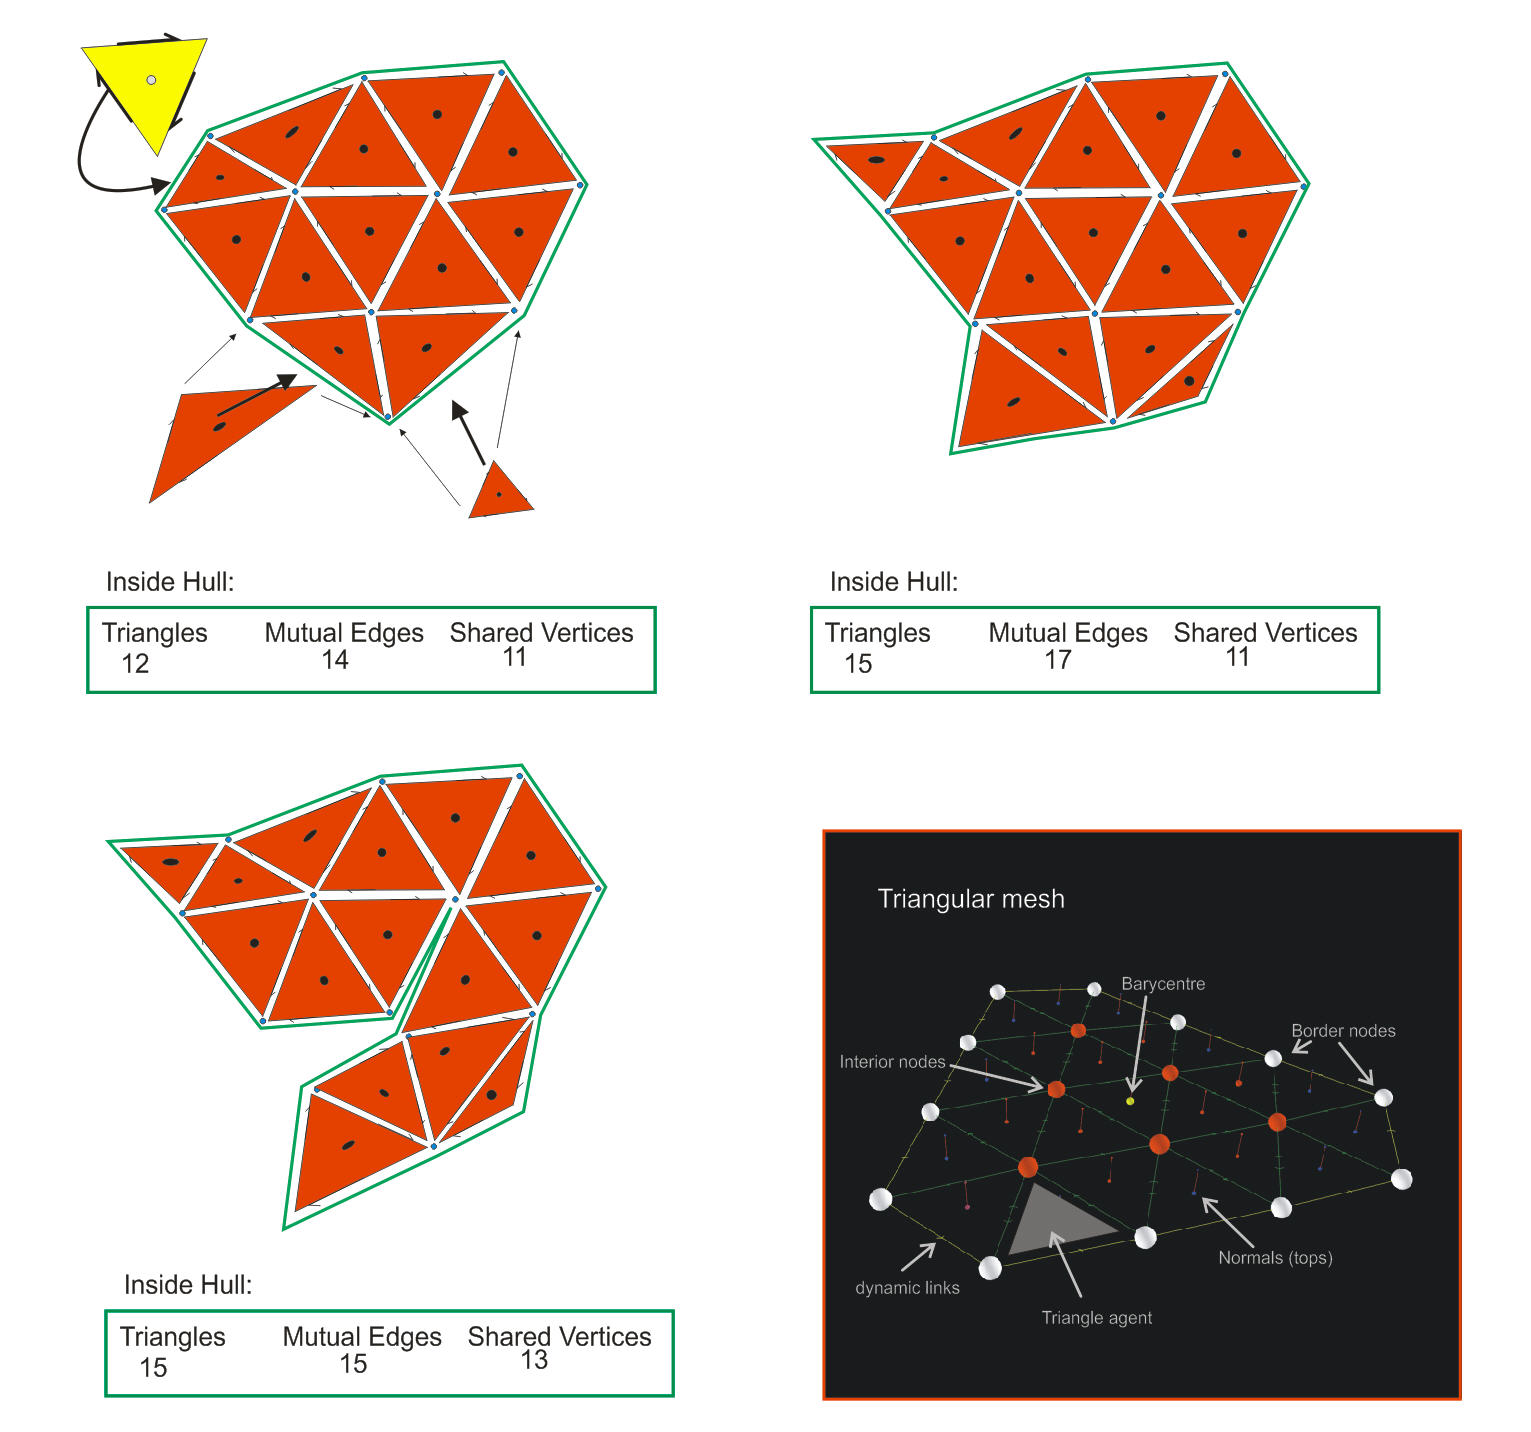 Inside Hull:
Triangles Mutual Edges Shared Vertices
12 14 11
Inside Hull:
Triangles Mutual Edges Shared Vertices
15 17 11
Inside Hull:
Triangles Mutual Edges Shared Vertices
15 15 13
Triangular mesh
Barycentre
Border nodes
Interior nodes
Normals (tops)
dynamic links
Triangle agent